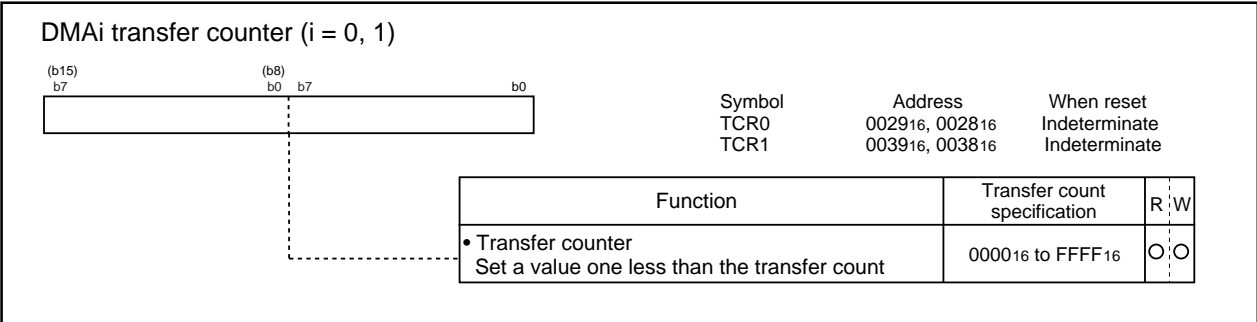 DMAi transfer counter (i = 0, 1)
(b15) (b8)
b7 b0 b7 b0
Symbol Address When reset
TCR0 002916, 002816 Indeterminate
TCR1 003916, 003816 Indeterminate
Function Transfer count specification R W
• Transfer counter
Set a value one less than the transfer count 000016 to FFFF16 ○ ○